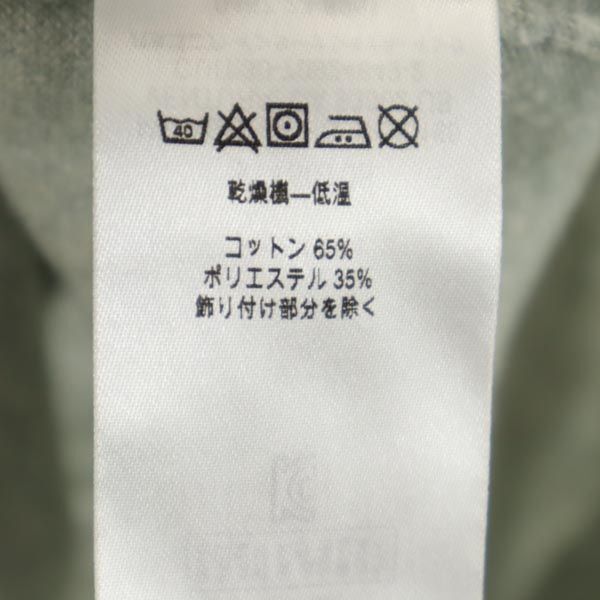 40
乾燥機—低温
コットン 65%
ポリエステル 35%
飾り付け部分を除く